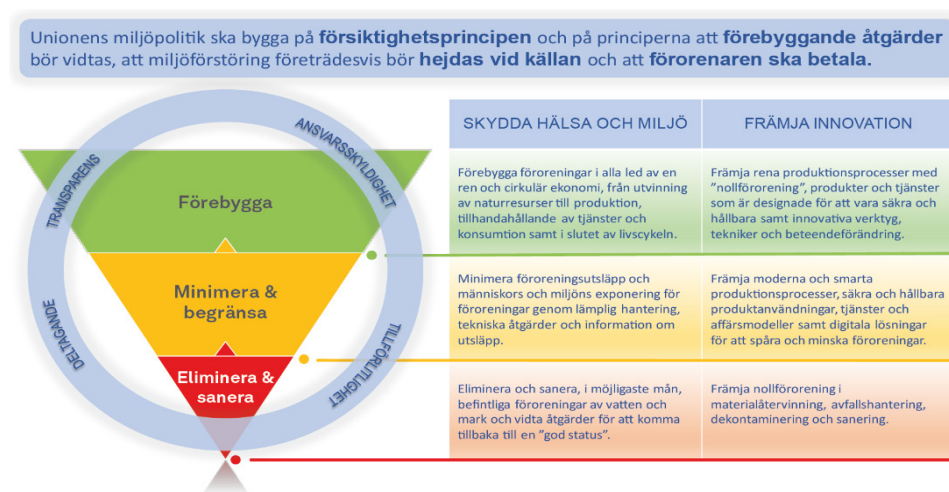 Unionens miljöpolitik ska bygga på försiktighetsprincipen och på principerna att förebyggande åtgärder
bör vidtas, att miljöförstöring företrädesvis bör hejdas vid källan och att förorenaren ska betala.
TRANSPARENS
ANSVARSSKYLDIGHET
DELTAGANDE
TILLFÖRLITLIGHET
Förebygga
Minimera &
begränsa
Eliminera &
sanera
SKYDDA HÄLSA OCH MILJÖ
FRÄMJA INNOVATION
Förebygga föroreningar i alla led av en
ren och cirkulär ekonomi, från utvinning
av naturresurser till produktion,
tillhandahållande av tjänster och
konsumtion samt i slutet av livscykeln.
Främja rena produktionsprocesser med
”nollförorening”, produkter och tjänster
som är designade för att vara säkra och
hållbara samt innovativa verktyg,
tekniker och beteendeförändring.
Minimera föroreningsutsläpp och
människors och miljöns exponering för
föroreningar genom lämplig hantering,
tekniska åtgärder och information om
utsläpp.
Främja moderna och smarta
produktionsprocesser, säkra och hållbara
produktanvändningar, tjänster och
affärsmodeller samt digitala lösningar
för att spåra och minska föroreningar.
Eliminera och sanera, i möjligaste mån,
befintliga föroreningar av vatten och
mark och vidta åtgärder för att komma
tillbaka till en ”god status”.
Främja nollförorening i
materialåtervinning, avfallshantering,
dekontaminering och sanering.